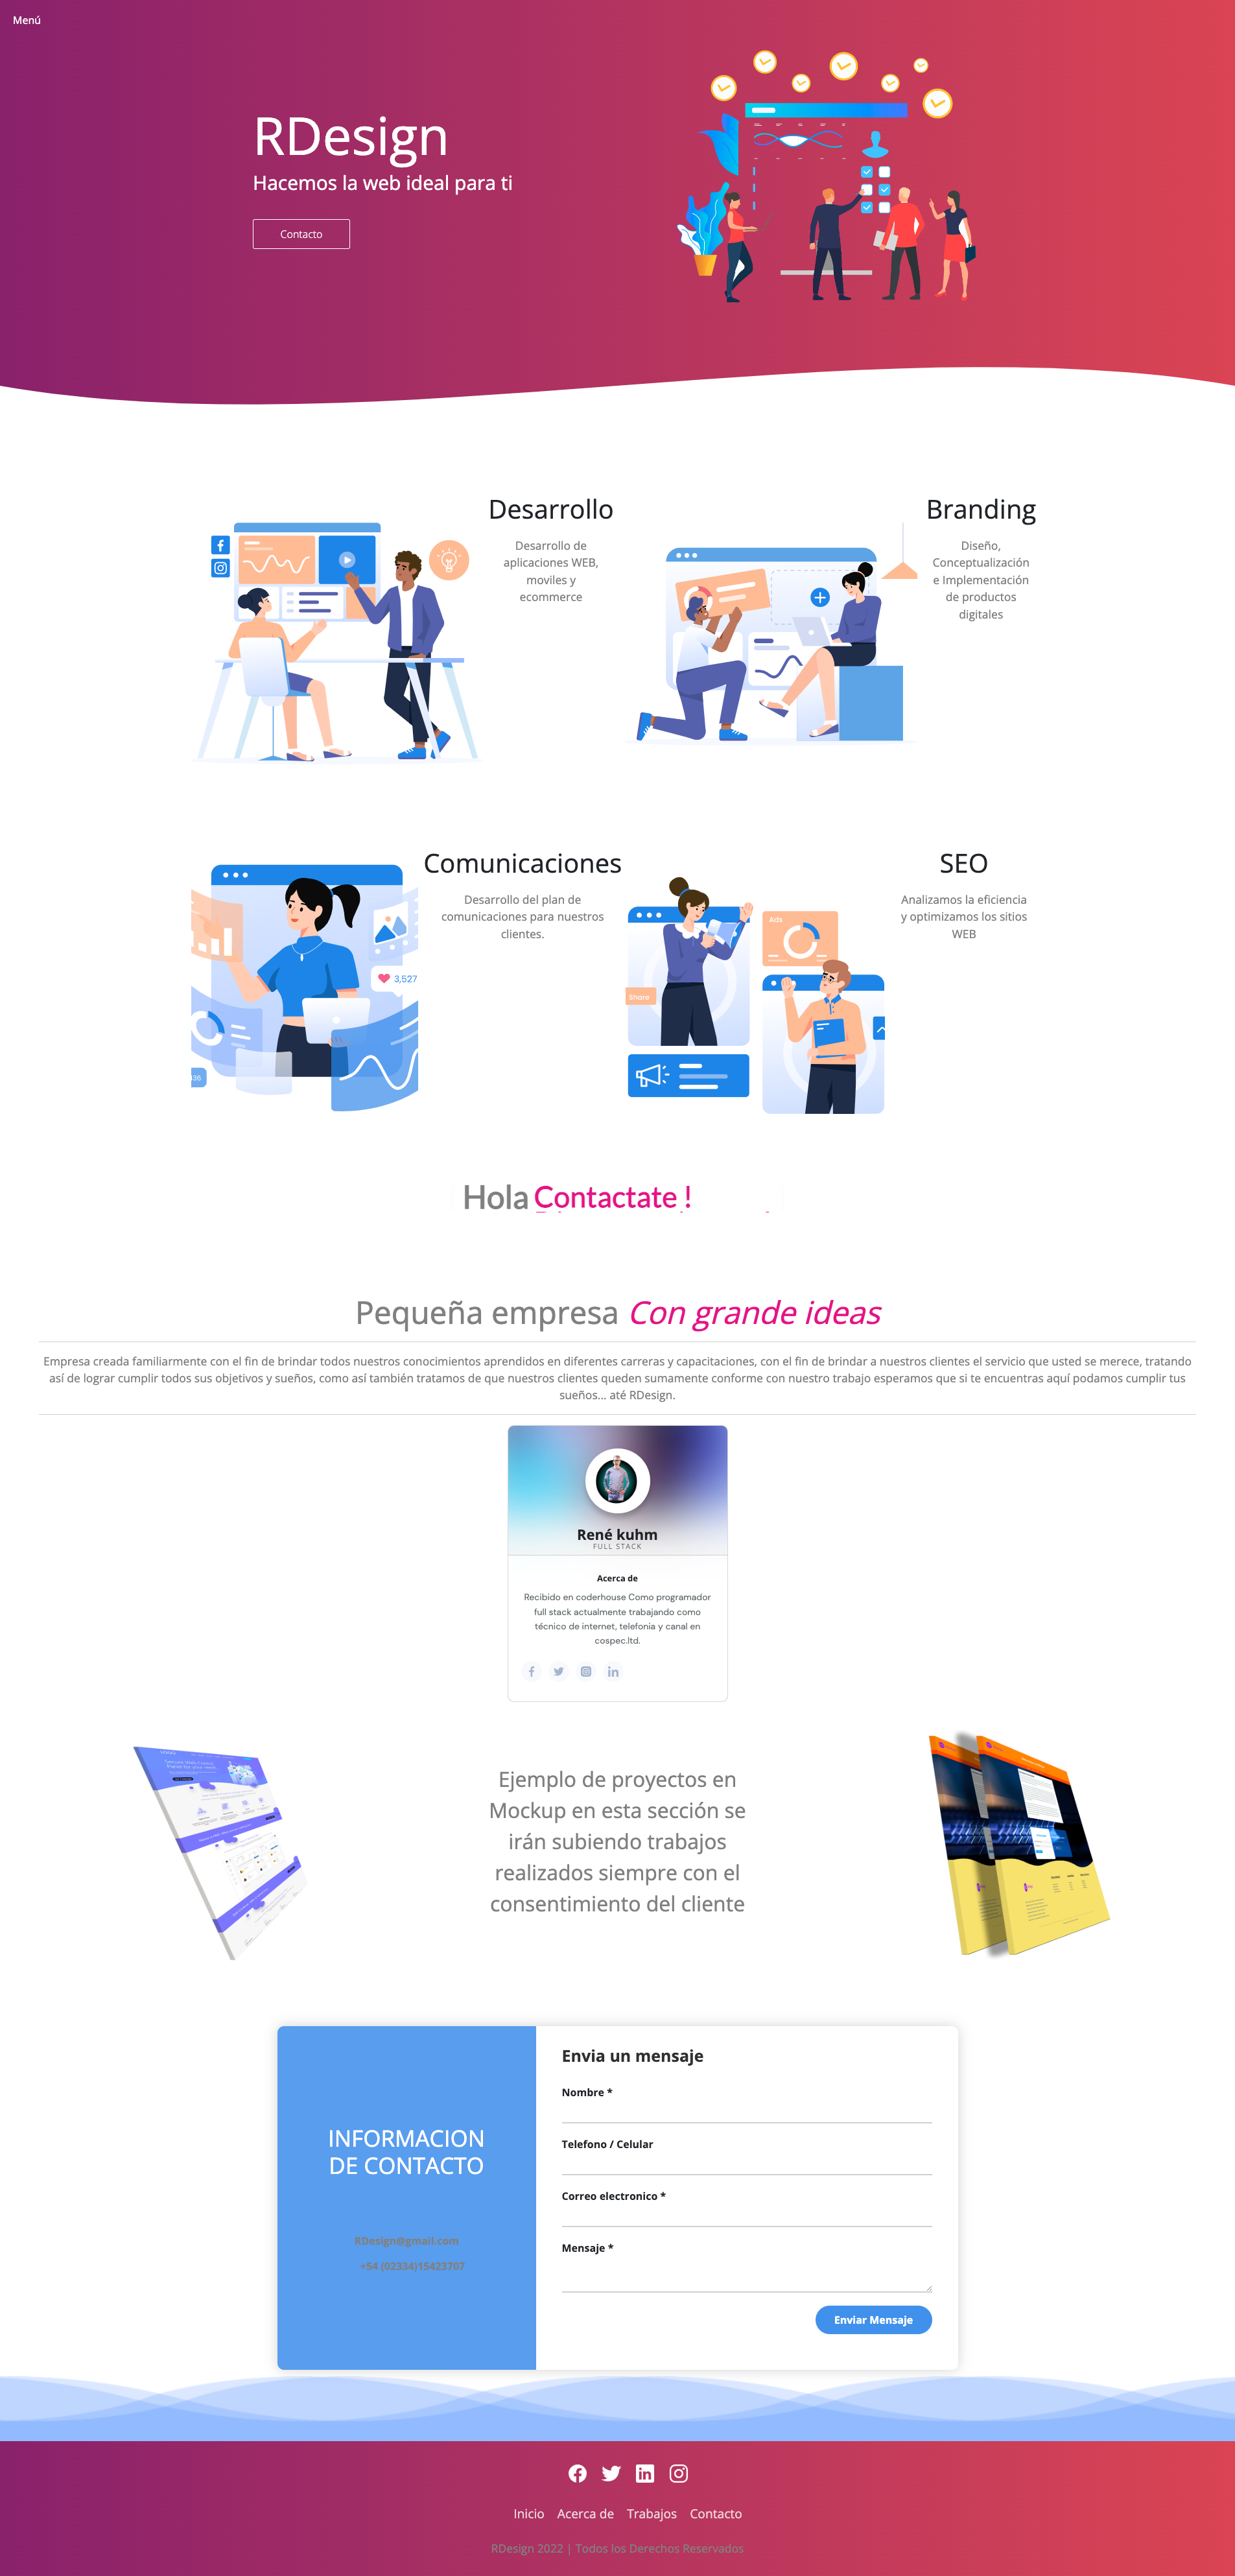 Menú
RDesign
Hacemos la web ideal para ti
Contacto
Desarrollo
Desarrollo de
aplicaciones WEB,
moviles y
ecommerce
Branding
Diseño,
Conceptualización
e Implementación
de productos
digitales
Comunicaciones
Desarrollo del plan de
comunicaciones para nuestros
clientes.
3,527
SEO
Analizamos la eficiencia
y optimizamos los sitios
WEB
Ads
Share
Hola Contactate !
Pequeña empresa Con grande ideas
Empresa creada familiarmente con el fin de brindar todos nuestros conocimientos aprendidos en diferentes carreras y capacitaciones, con el fin de brindar a nuestros clientes el servicio que usted se merece, tratando
así de lograr cumplir todos sus objetivos y sueños, como así también tratamos de que nuestros clientes queden sumamente conforme con nuestro trabajo esperamos que si te encuentras aquí podamos cumplir tus
sueños... até RDesign.
René kuhm
FULL STACK
Acerca de
Recibido en coderhouse Como programador
full stack actualmente trabajando como
técnico de internet, telefonia y canal en
cospec.ltd.
Ejemplo de proyectos en
Mockup en esta sección se
irán subiendo trabajos
realizados siempre con el
consentimiento del cliente
INFORMACION
DE CONTACTO
RDesign@gmail.com
+54 (02334)15423707
Envia un mensaje
Nombre *
Telefono / Celular
Correo electronico *
Mensaje *
Enviar Mensaje
Inicio Acerca de Trabajos Contacto
RDesign 2022 | Todos los Derechos Reservados